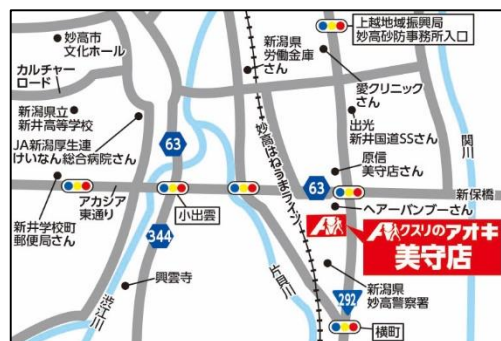 妙高市
文化ホール
カルチャー
ロード
新潟県立
新井高等学校
JA新潟厚生連
けいなん総合病院さん
63
アカシア
東通り
新井学校町
郵便局さん
小出雲
344
興雲寺
渋江川
新潟県
労働金庫
さん
妙高はねうまライン
片貝川
上越地域振興局
妙高砂防事務所入口
愛クリニック
さん
出光
新井国道SSさん
原信
美守店さん
63
新保橋
関川
ヘアーバンブーさん
クスリのアオキ
美守店
新潟県
妙高警察署
292
横町